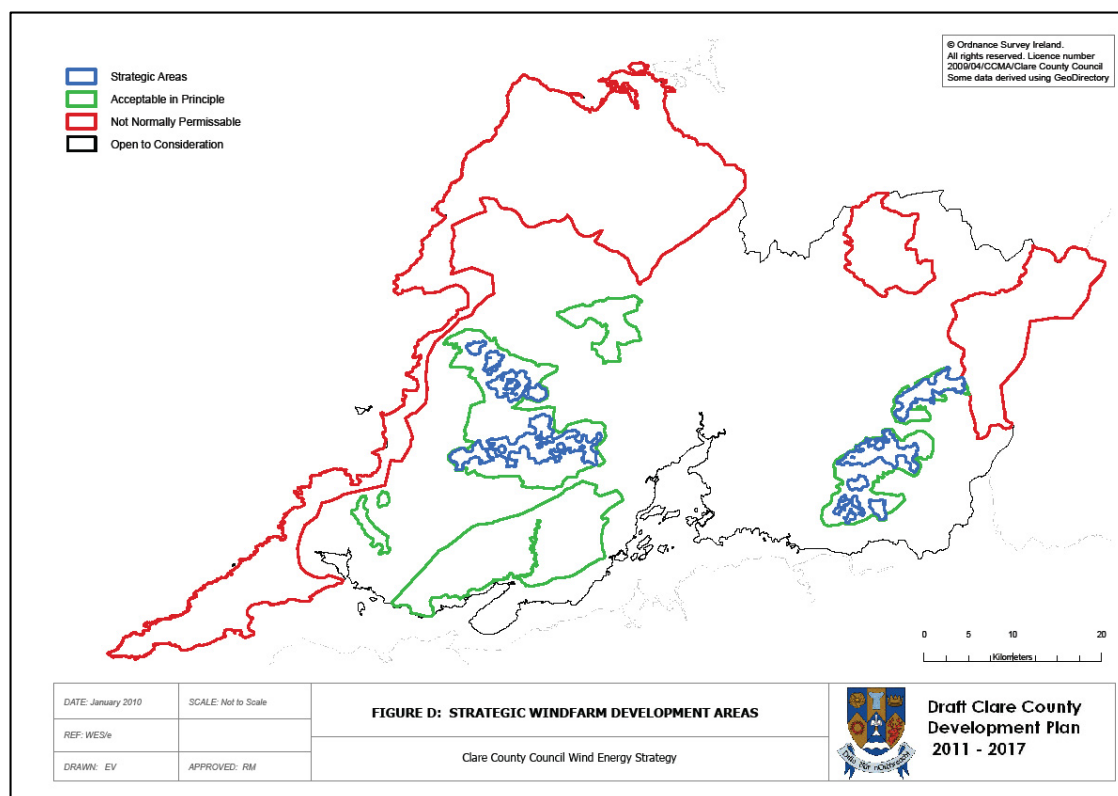 © Ordnance Survey Ireland.
All rights reserved. Licence number
2009/04/CCMA/Clare County Council
Some data derived using GeoDirectory
Strategic Areas
Acceptable in Principle
Not Normally Permissable
Open to Consideration
0 5 10 20
Kilometers
DATE: January 2010
SCALE: Not to Scale
REF: WES/e
DRAWN: EV
APPROVED: RM
FIGURE D: STRATEGIC WINDFARM DEVELOPMENT AREAS
Clare County Council Wind Energy Strategy
Draft Clare County
Development Plan
2011 - 2017